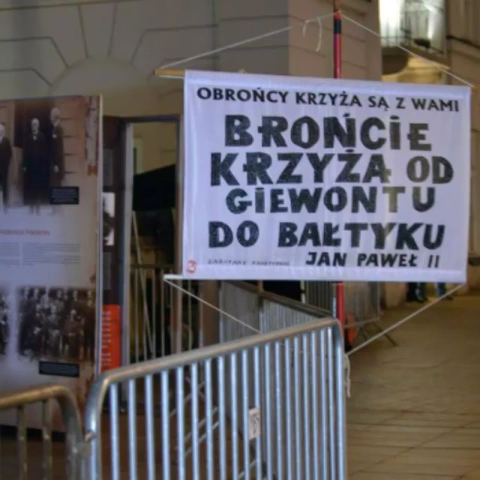 OBROŃCY KRZYŻA SĄ Z WAMI
BROŃCIE
KRZYŻA OD
GIEWONTU
DO BAŁTYKU
JAN PAWEŁ II